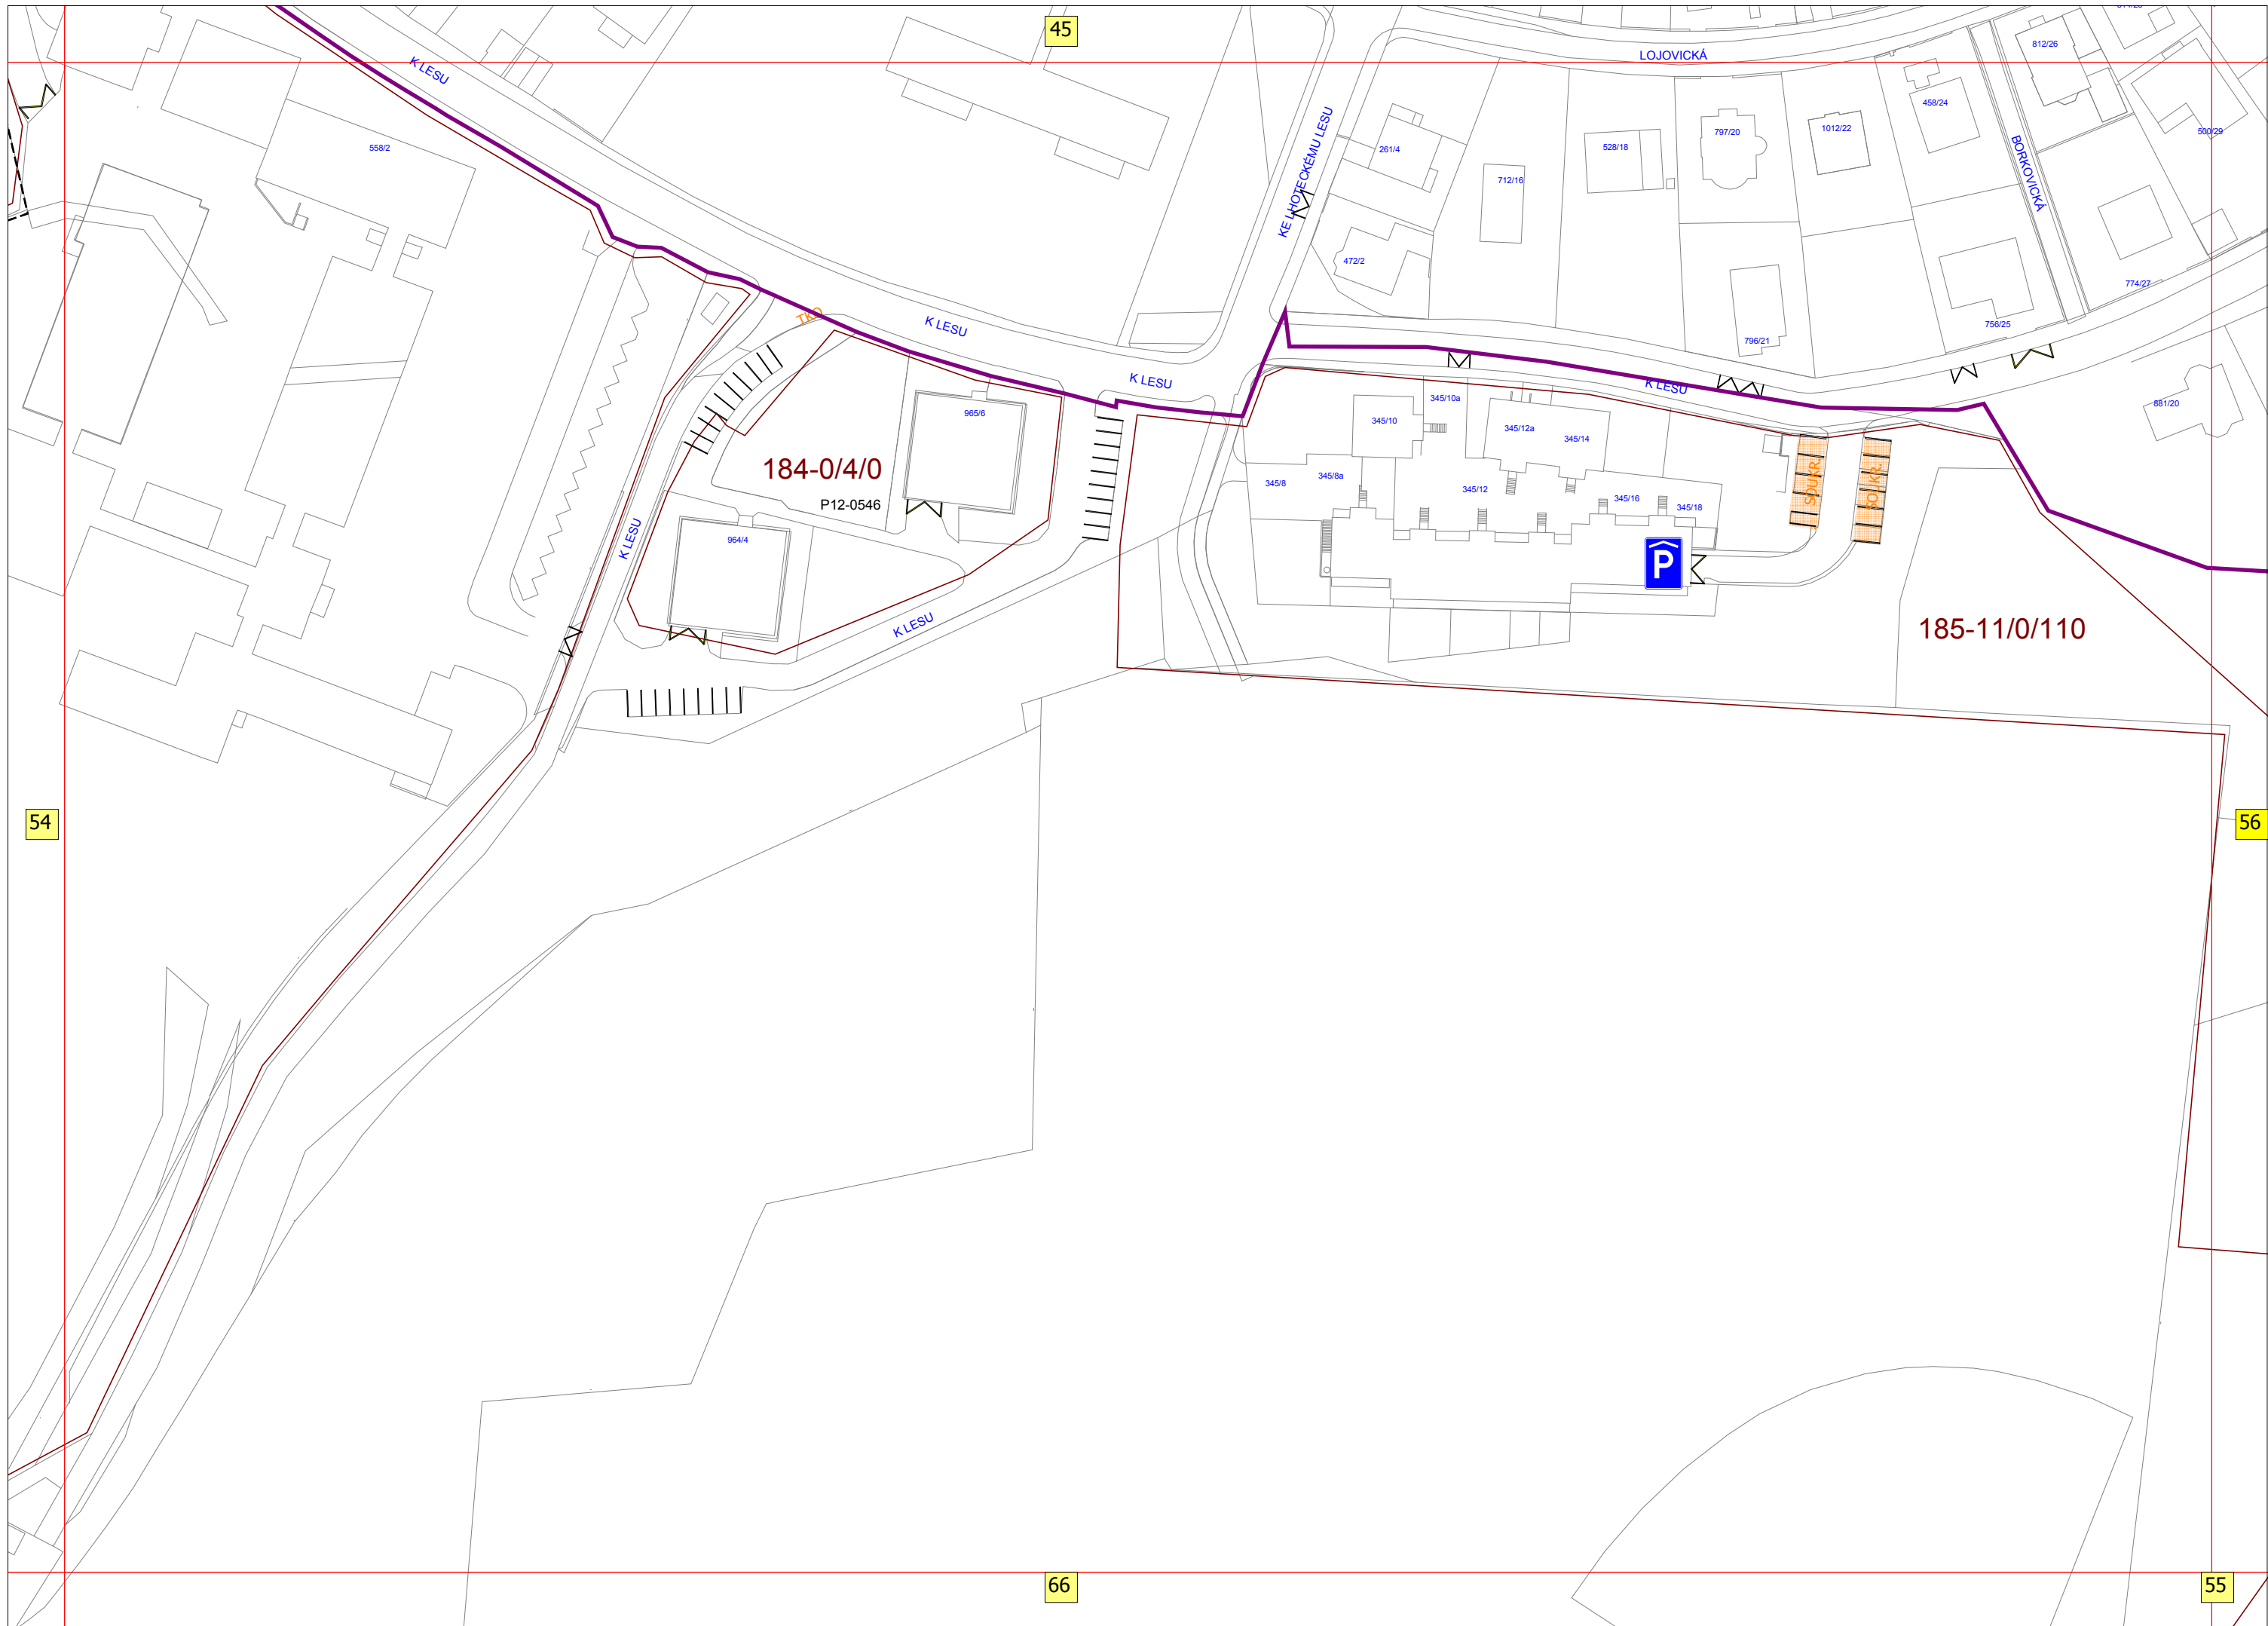 45
LOJOVICKÁ
812/26
K LESU
458/24
558/2
797/20
1012/22
500/29
KE LHOTECKÉMU LESU
261/4
528/18
BORKOVICKÁ
712/16
472/2
774/27
TKO
K LESU
756/25
796/21
K LESU
K LESU
345/10a
881/20
965/6
345/10
345/12a
345/14
184-0/4/0
P12-0546
345/8
345/8a
345/12
345/16
345/18
SOUKR.
SOUKR.
K LESU
964/4
P
K LESU
185-11/0/110
54
56
66
55